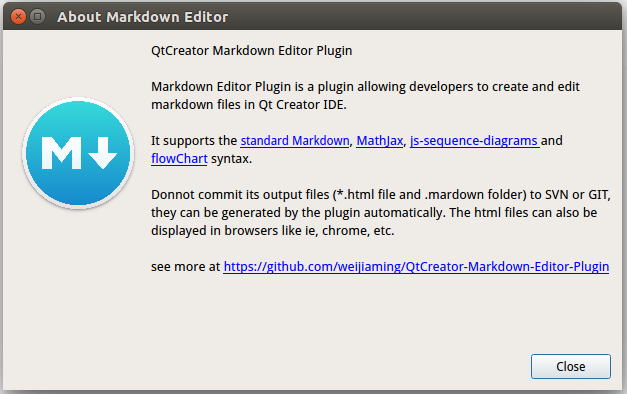 About Markdown Editor
QtCreator Markdown Editor Plugin
Markdown Editor Plugin is a plugin allowing developers to create and edit
markdown files in Qt Creator IDE.
It supports the standard Markdown, MathJax, js-sequence-diagrams and
flowChart syntax.
Donnot commit its output files (*.html file and .mardown folder) to SVN or GIT,
they can be generated by the plugin automatically. The html files can also be
displayed in browsers like ie, chrome, etc.
see more at https://github.com/weijiaming/QtCreator-Markdown-Editor-Plugin
M
Close